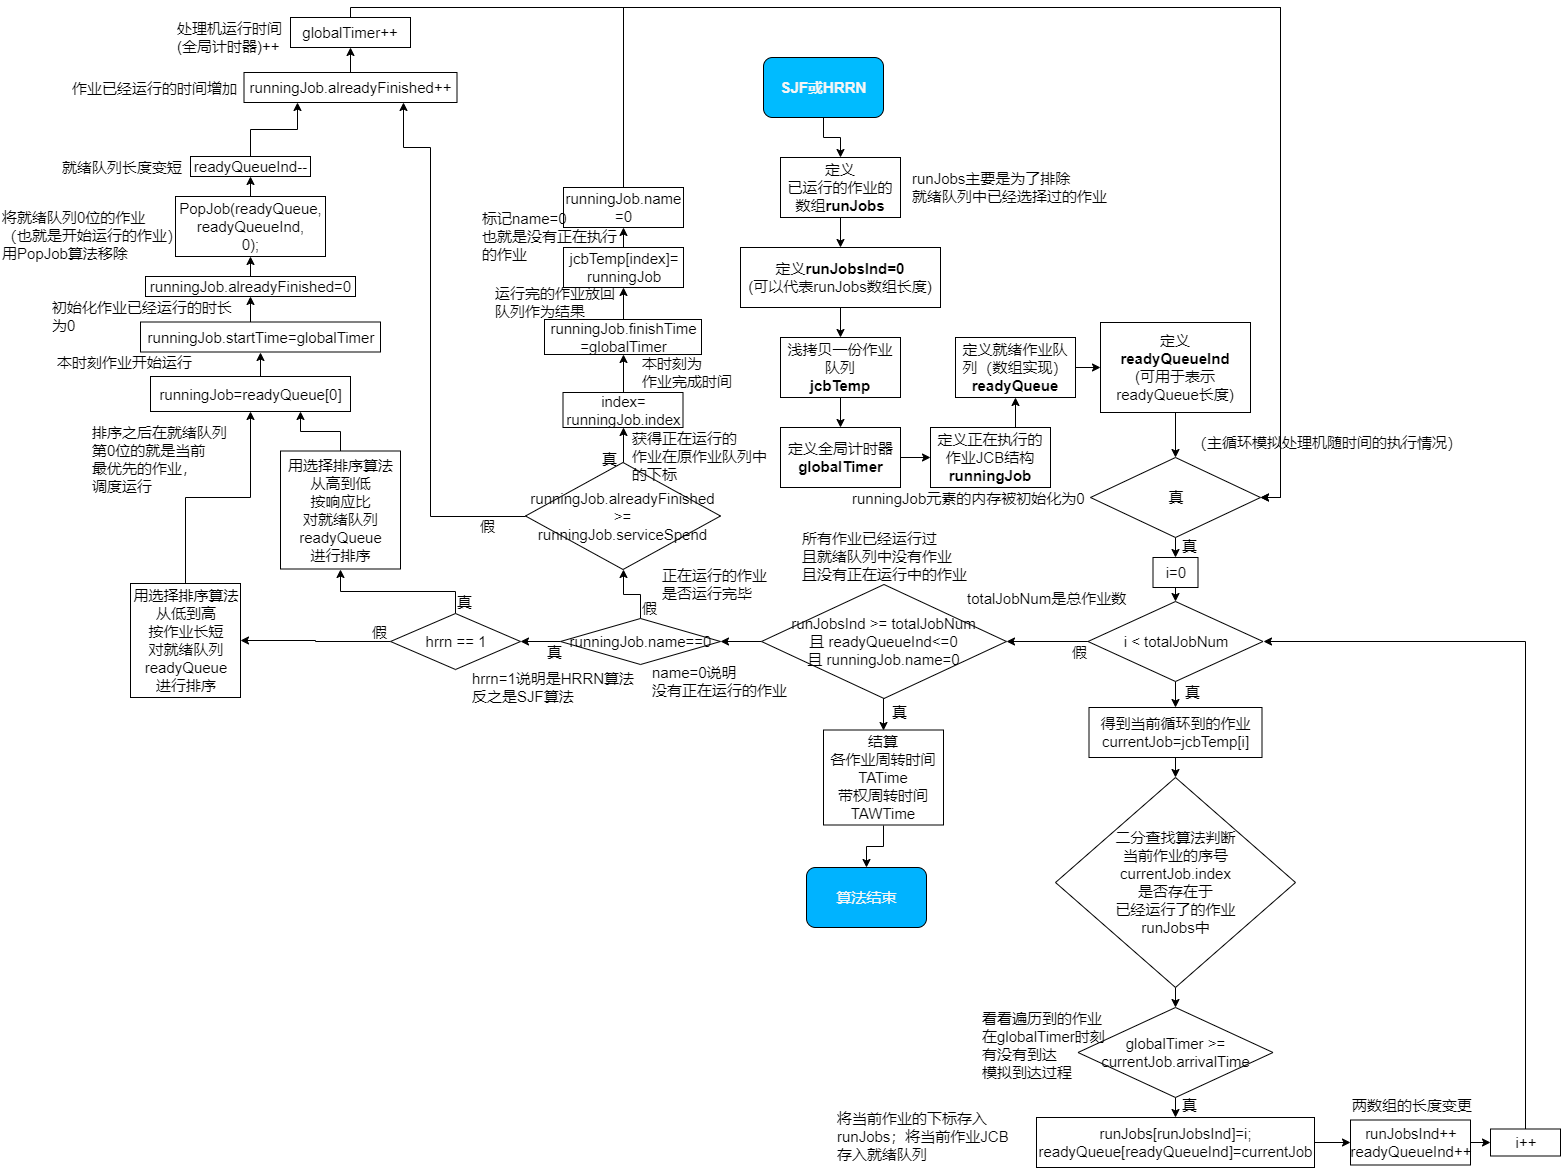 处理机运行时间
(全局计时器)++
globalTimer++
作业已经运行的时间增加
runningJob.alreadyFinished++
就绪队列长度变短
readyQueueInd--
将就绪队列0位的作业
（也就是开始运行的作业）
用PopJob算法移除
PopJob(readyQueue,
readyQueueInd,
0);
runningJob.alreadyFinished=0
初始化作业已经运行的时长
为0
runningJob.startTime=globalTimer
本时刻作业开始运行
runningJob=readyQueue[0]
排序之后在就绪队列
第0位的就是当前
最优先的作业，
调度运行
用选择排序算法
从高到低
按响应比
对就绪队列
readyQueue
进行排序
用选择排序算法
从低到高
按作业长短
对就绪队列
readyQueue
进行排序
真
假
hrrn == 1
hrrn=1说明是HRRN算法
反之是SJF算法
真
runningJob.name==0
name=0说明
没有正在运行的作业
假
正在运行的作业
是否运行完毕
runningJob.alreadyFinished
>=
runningJob.serviceSpend
假
真
获得正在运行的
作业在原作业队列中
的下标
index=
runningJob.index
本时刻为
作业完成时间
runningJob.finishTime
=globalTimer
运行完的作业放回
队列作为结果
jcbTemp[index]=
runningJob
标记name=0
也就是没有正在执行
的作业
runningJob.name
=0
SJF或HRRN
定义
已运行的作业的
数组runJobs
runJobs主要是为了排除
就绪队列中已经选择过的作业
定义runJobsInd=0
(可以代表runJobs数组长度)
浅拷贝一份作业
队列
jcbTemp
定义全局计时器
globalTimer
定义正在执行的
作业JCB结构
runningJob
runningJob元素的内存被初始化为0
定义就绪作业队
列（数组实现）
readyQueue
定义
readyQueueInd
(可用于表示
readyQueue长度)
(主循环模拟处理机随时间的执行情况)
真
真
i=0
totalJobNum是总作业数
i < totalJobNum
假
真
所有作业已经运行过
且就绪队列中没有作业
且没有正在运行中的作业
runJobsInd >= totalJobNum
且 readyQueueInd<=0
且 runningJob.name=0
真
结算
各作业周转时间
TATime
带权周转时间
TAWTime
算法结束
得到当前循环到的作业
currentJob=jcbTemp[i]
二分查找算法判断
当前作业的序号
currentJob.index
是否存在于
已经运行了的作业
runJobs中
看看遍历到的作业
在globalTimer时刻
有没有到达
模拟到达过程
globalTimer >=
currentJob.arrivalTime
真
将当前作业的下标存入
runJobs；将当前作业JCB
存入就绪队列
runJobs[runJobsInd]=i;
readyQueue[readyQueueInd]=currentJob
两数组的长度变更
runJobsInd++
readyQueueInd++
i++